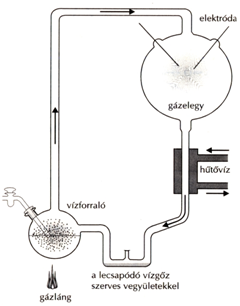 elektróda
gázelegy
vízforraló
hűtővíz
a lecsapódó vízgőz
szerves vegyületekkel
gázláng